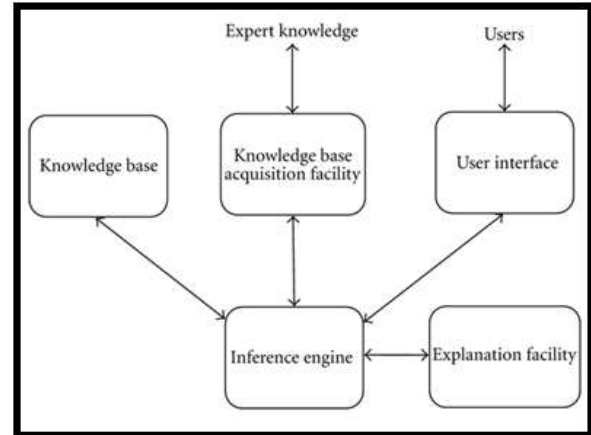 Expert knowledge
Users
Knowledge base
Knowledge base
acquisition facility
User interface
Inference engine
Explanation facility